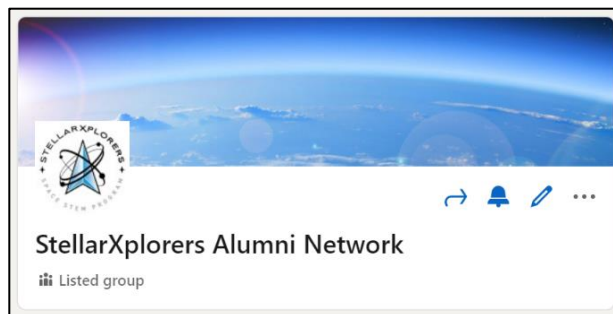 STELLARXPLORERS
SPACE STEM PROGRAM
StellarXplorers Alumni Network
Listed group